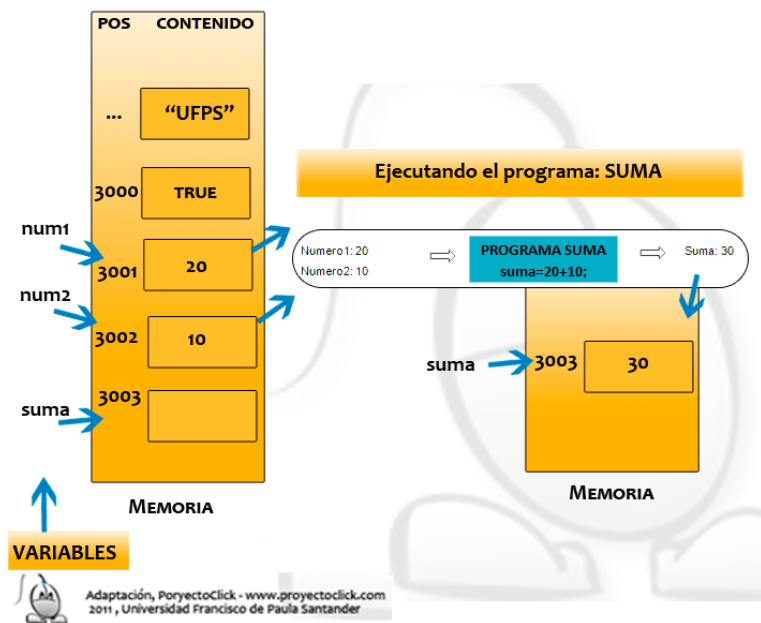 POS CONTENIDO
... “UFPS”
3000 TRUE
num1
3001 20
num2
3002 10
3003
suma
MEMORIA
VARIABLES
Ejecutando el programa: SUMA
Numero1: 20
Numero2: 10
PROGRAMA SUMA
suma=20+10;
Suma: 30
suma 3003 30
MEMORIA
Adaptación, PoryectoClick - www.proyectoclick.com
2011 , Universidad Francisco de Paula Santander